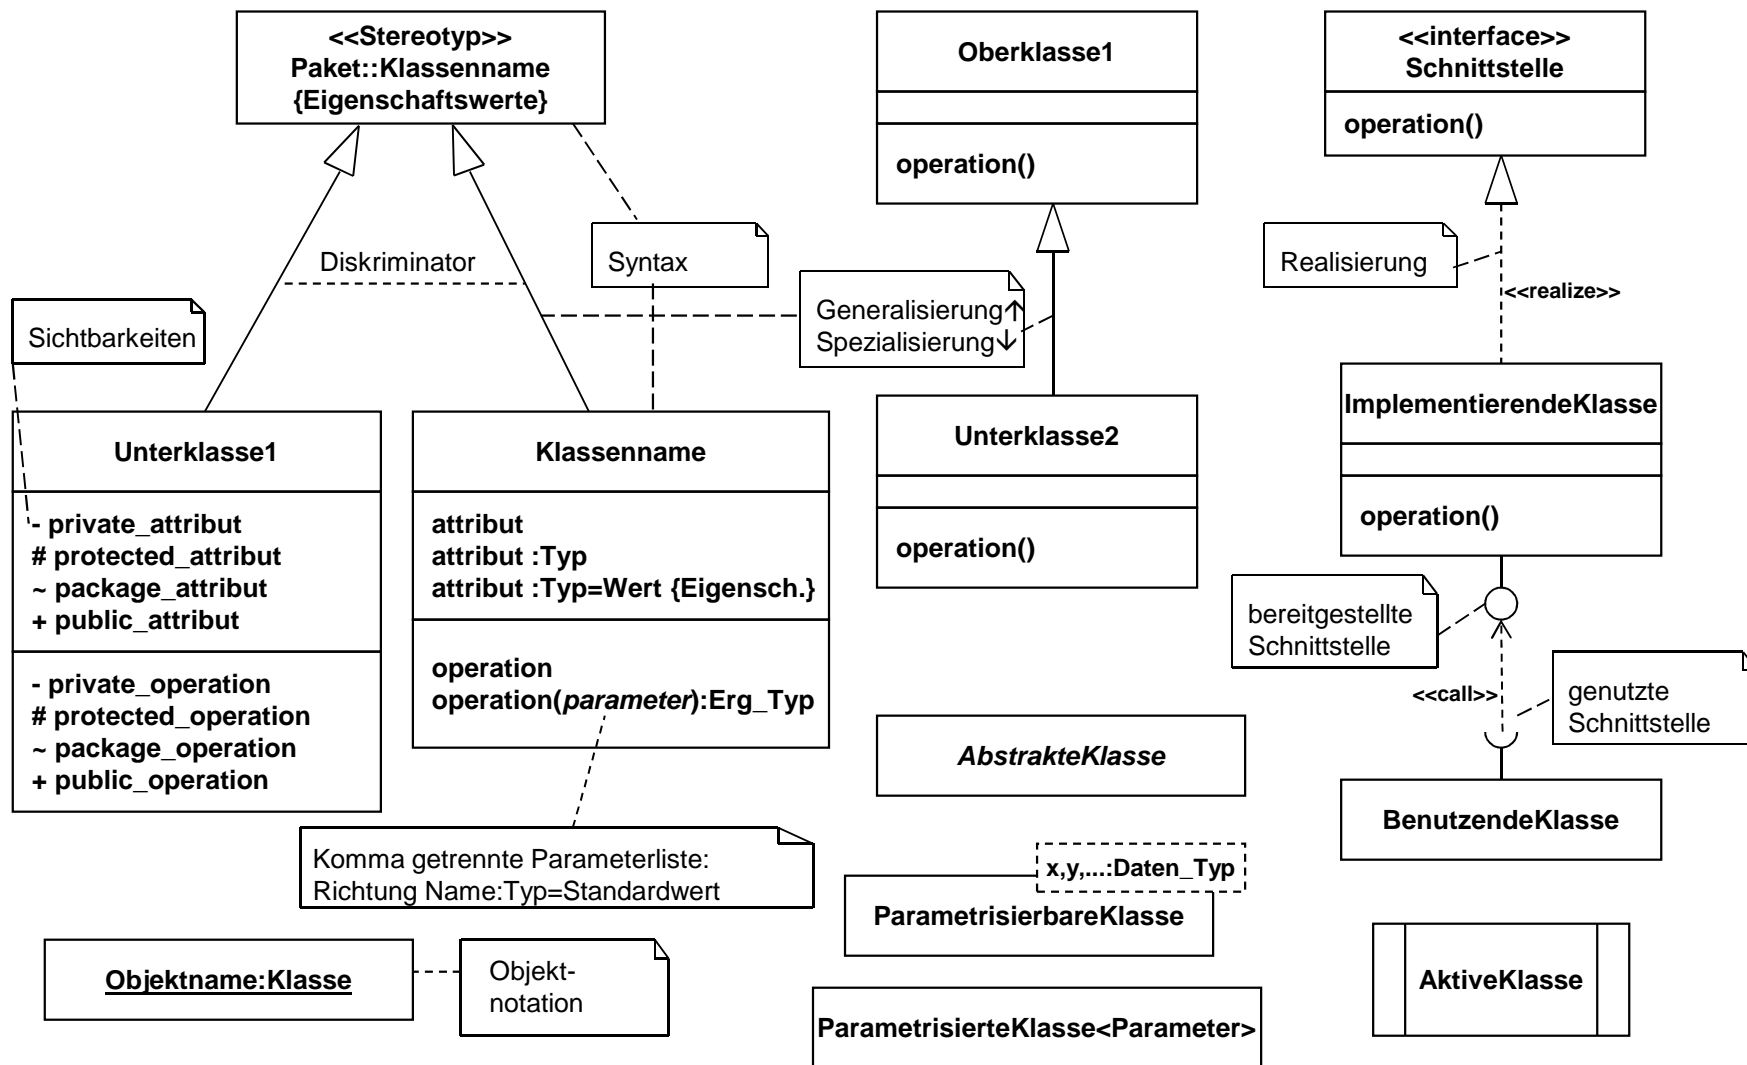 <<Stereotyp>>
Paket::Klassenname
{Eigenschaftswerte}
Oberklasse1
operation()
<<interface>>
Schnittstelle
operation()
Diskriminator
Syntax
Generalisierung↑
Spezialisierung↓
Realisierung
<<realize>>
Sichtbarkeiten
Unterklasse1
- private_attribut
# protected_attribut
~ package_attribut
+ public_attribut
- private_operation
# protected_operation
~ package_operation
+ public_operation
Klassenname
attribut
attribut :Typ
attribut :Typ=Wert {Eigensch.}
operation
operation(parameter):Erg_Typ
Unterklasse2
operation()
ImplementierendeKlasse
operation()
bereitgestellte
Schnittstelle
<<call>>
genutzte
Schnittstelle
BenutzendeKlasse
AbstrakteKlasse
Komma getrennte Parameterliste:
Richtung Name:Typ=Standardwert
x,y,...:Daten_Typ
ParametrisierbareKlasse
Objektname:Klasse
Objekt-
notation
ParametrisierteKlasse<Parameter>
AktiveKlasse